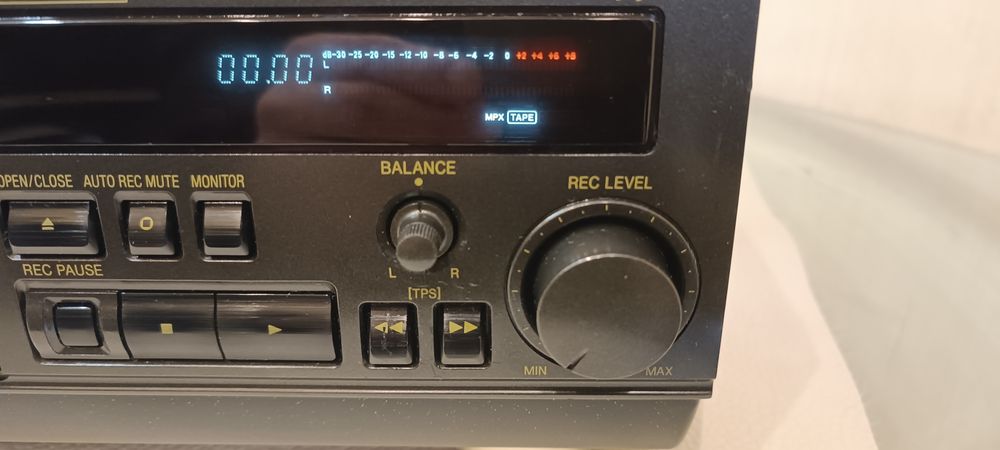 00.00
dB-30 -25 -20 -15 -12 -10 -8 -6 -4 -2 0 +2 +4 +6 +8
L
R
MPX TAPE
BALANCE
OPEN/CLOSE AUTO REC MUTE MONITOR
REC LEVEL
L R
REC PAUSE
[TPS]
MIN MAX